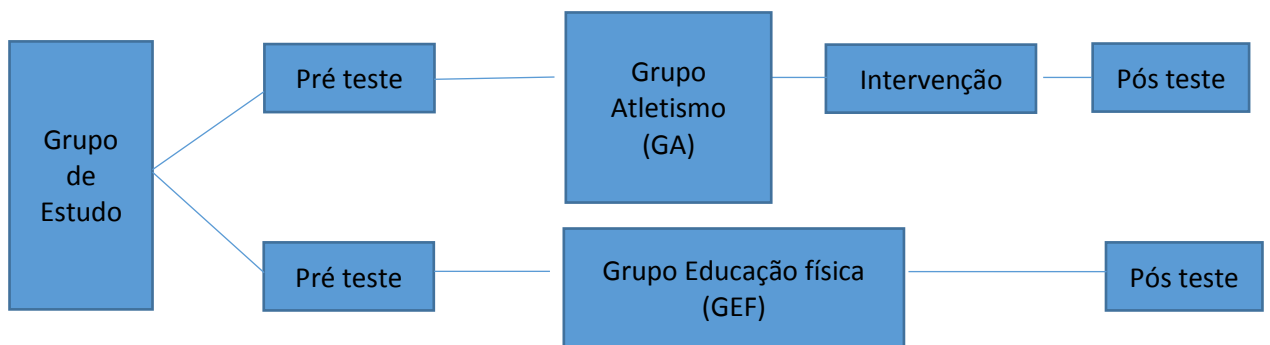 Grupo
de
Estudo
Pré teste
Grupo
Atletismo
(GA)
Intervenção
Pós teste
Pré teste
Grupo Educação física
(GEF)
Pós teste